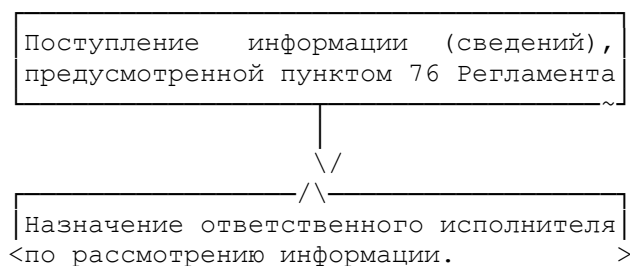 Поступление информации (сведений),
предусмотренной пунктом 76 Регламента
Назначение ответственного исполнителя
по рассмотрению информации.